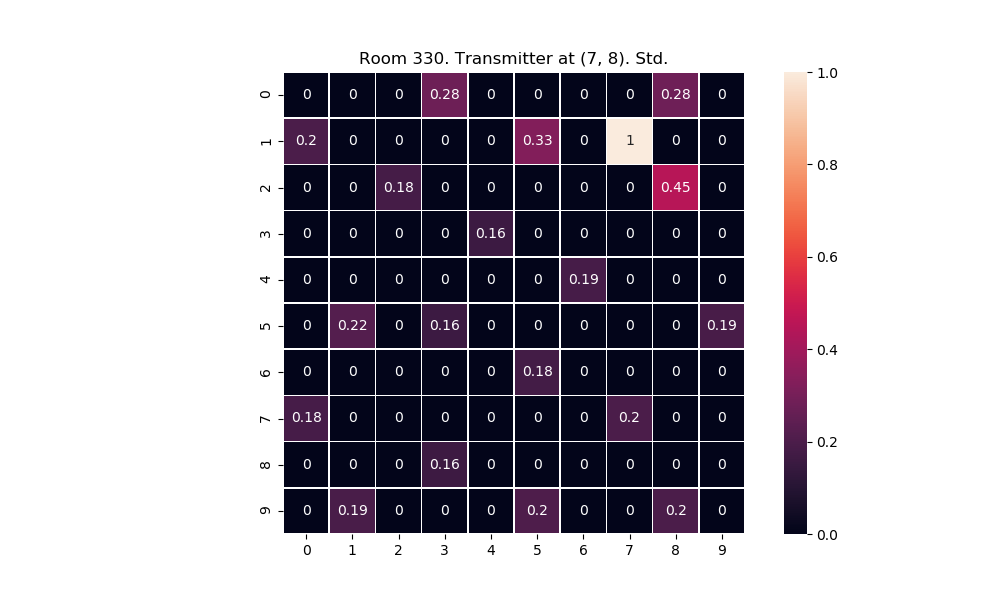 Room 330. Transmitter at (7, 8). Std.
0 0 0 0 0.28 0 0 0 0 0.28 0
1 0.2 0 0 0 0 0.33 0 1 0 0
2 0 0 0.18 0 0 0 0 0 0.45 0
3 0 0 0 0 0.16 0 0 0 0 0
4 0 0 0 0 0 0 0.19 0 0 0
5 0 0.22 0 0.16 0 0 0 0 0 0.19
6 0 0 0 0 0 0.18 0 0 0 0
7 0.18 0 0 0 0 0 0 0.2 0 0
8 0 0 0 0.16 0 0 0 0 0 0
9 0 0.19 0 0 0 0.2 0 0 0.2 0
0 1 2 3 4 5 6 7 8 9
1.0
0.8
0.6
0.4
0.2
0.0